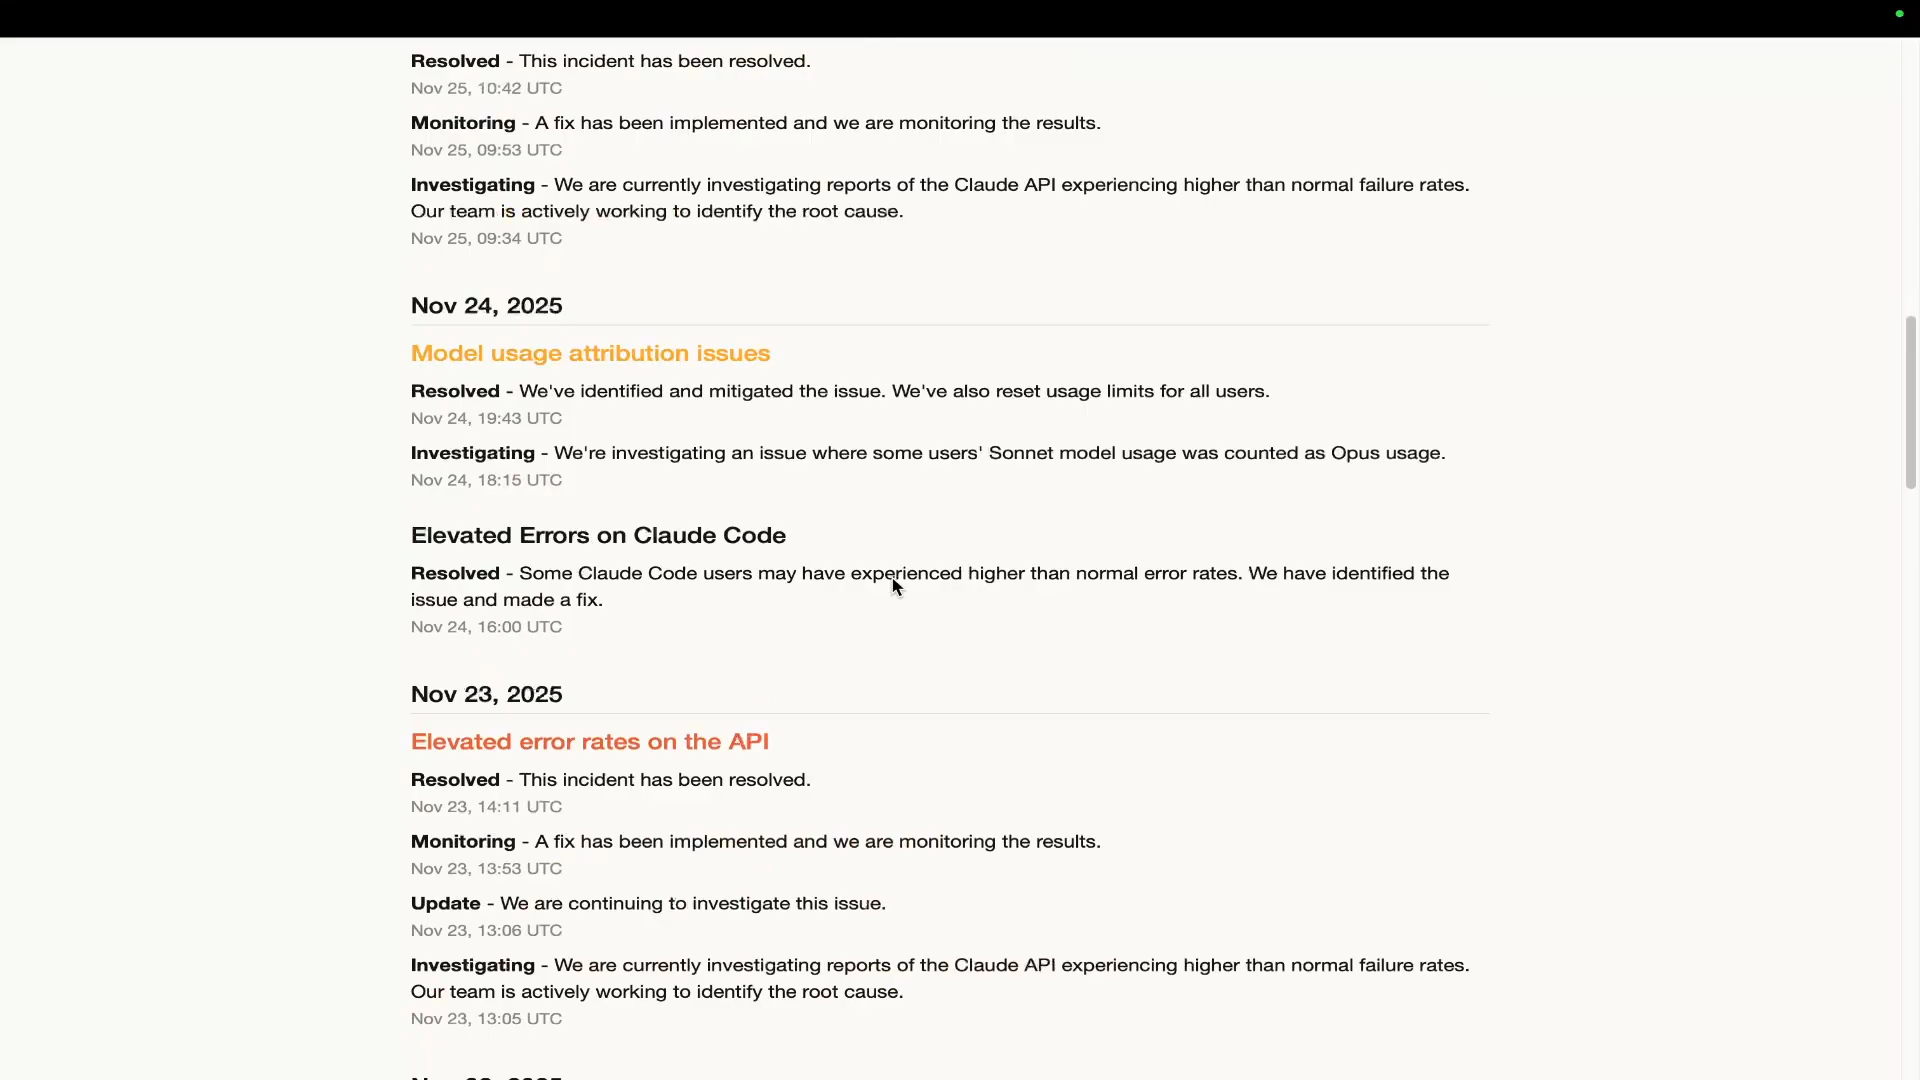 Resolved - This incident has been resolved.
Nov 25, 10:42 UTC
Monitoring - A fix has been implemented and we are monitoring the results.
Nov 25, 09:53 UTC
Investigating - We are currently investigating reports of the Claude API experiencing higher than normal failure rates.
Our team is actively working to identify the root cause.
Nov 25, 09:34 UTC
Nov 24, 2025
Model usage attribution issues
Resolved - We've identified and mitigated the issue. We've also reset usage limits for all users.
Nov 24, 19:43 UTC
Investigating - We're investigating an issue where some users' Sonnet model usage was counted as Opus usage.
Nov 24, 18:15 UTC
Elevated Errors on Claude Code
Resolved - Some Claude Code users may have experienced higher than normal error rates. We have identified the
issue and made a fix.
Nov 24, 16:00 UTC
Nov 23, 2025
Elevated error rates on the API
Resolved - This incident has been resolved.
Nov 23, 14:11 UTC
Monitoring - A fix has been implemented and we are monitoring the results.
Nov 23, 13:53 UTC
Update - We are continuing to investigate this issue.
Nov 23, 13:06 UTC
Investigating - We are currently investigating reports of the Claude API experiencing higher than normal failure rates.
Our team is actively working to identify the root cause.
Nov 23, 13:05 UTC